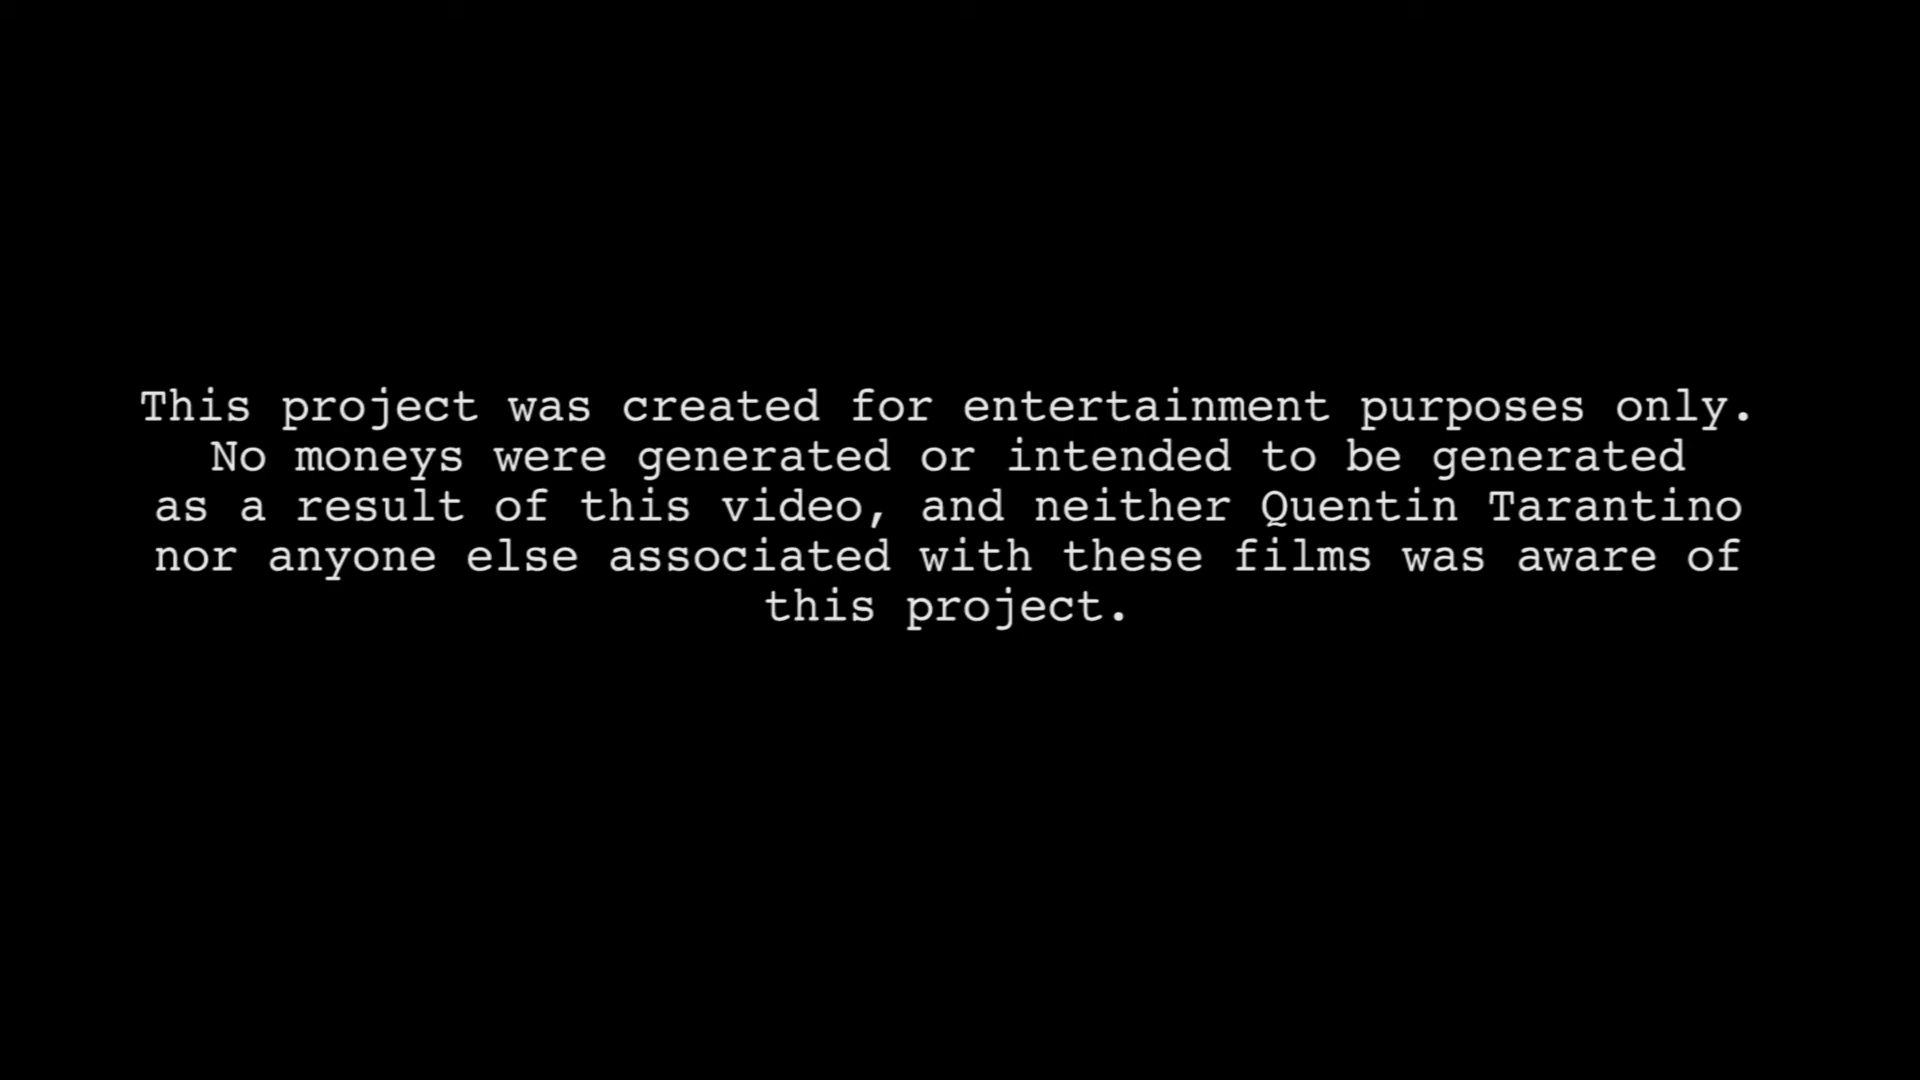 This project was created for entertainment purposes only.
No moneys were generated or intended to be generated
as a result of this video, and neither Quentin Tarantino
nor anyone else associated with these films was aware of
this project.